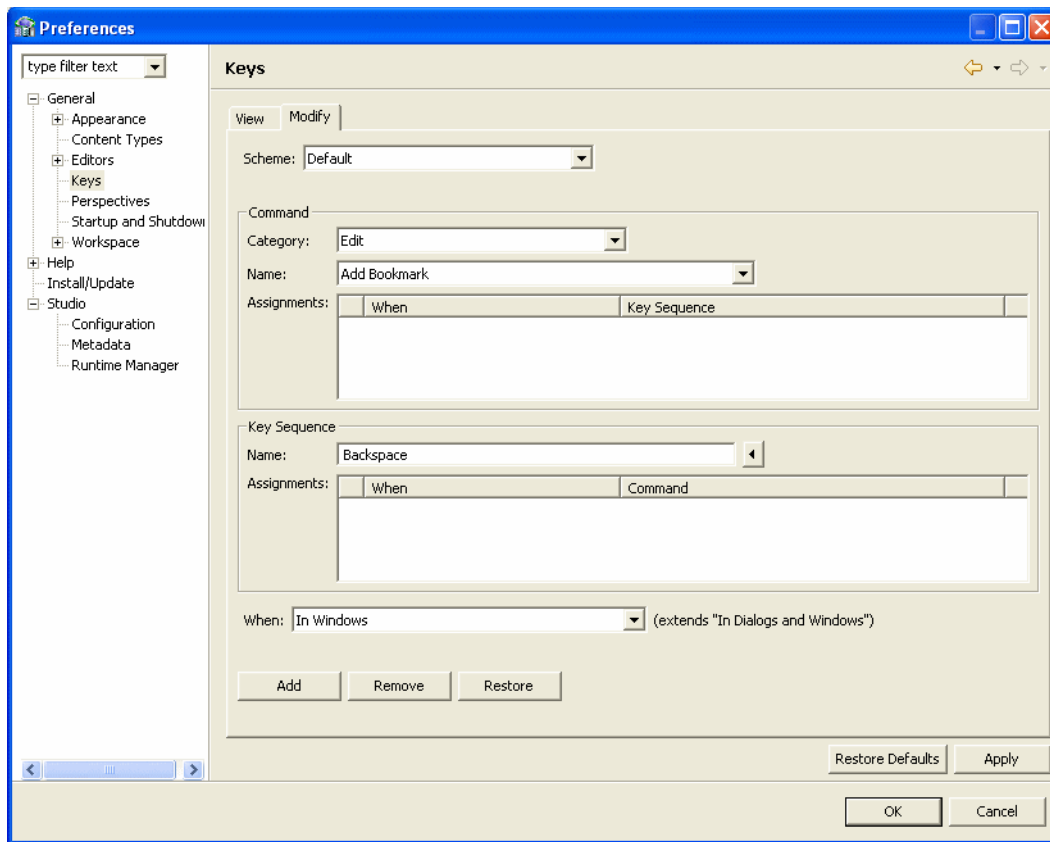 Preferences
type filter text
General
Appearance
Content Types
Editors
Keys
Perspectives
Startup and Shutdow
Workspace
Help
Install/Update
Studio
Configuration
Metadata
Runtime Manager
Keys
View Modify
Scheme: Default
Command
Category: Edit
Name: Add Bookmark
Assignments: When Key Sequence
Key Sequence
Name: Backspace
Assignments: When Command
When: In Windows (extends "In Dialogs and Windows")
Add Remove Restore
Restore Defaults Apply
OK Cancel